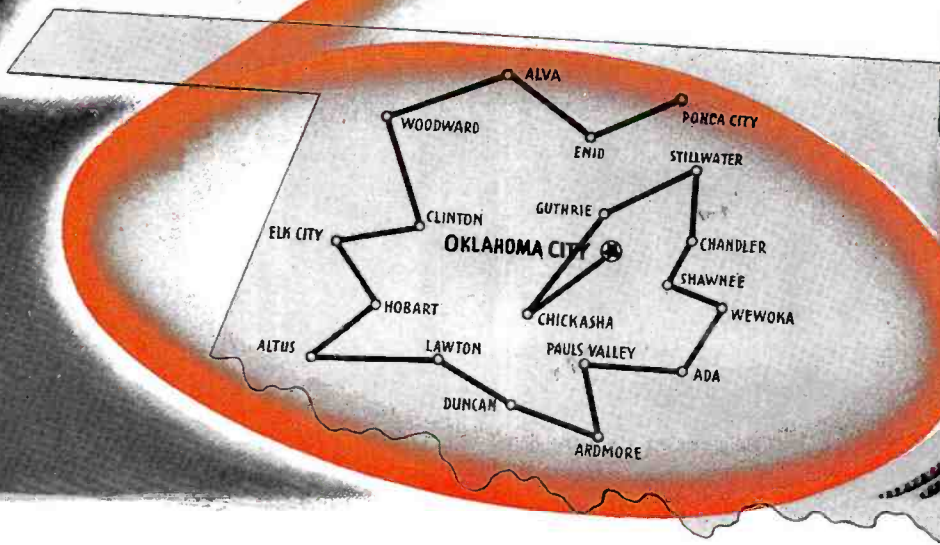 ALVA
PONCA CITY
WOODWARD
ENID
STILLWATER
GUTHRIE
CLINTON
ELK CITY
OKLAHOMA CITY
CHANDLER
SHAWNEE
HOBART
WEWOKA
CHICKASHA
ALTUS
LAWTON
PAULS VALLEY
ADA
DUNCAN
ARDMORE